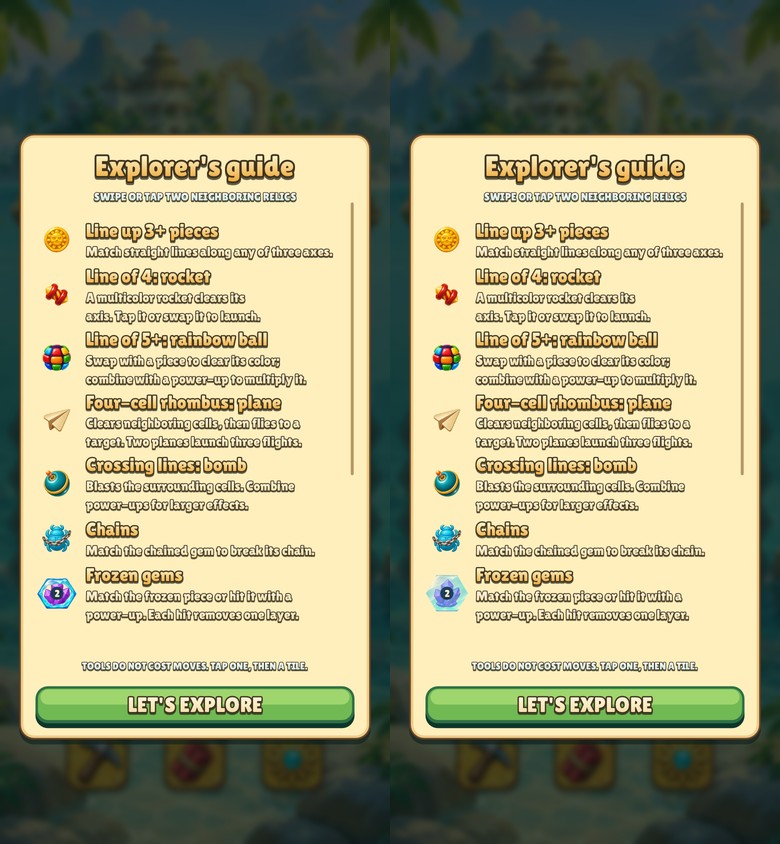 Explorer's guide
SWIPE OR TAP TWO NEIGHBORING RELICS
Line up 3+ pieces
Match straight lines along any of three axes.
Line of 4: rocket
A multicolor rocket clears its
axis. Tap it or swap it to launch.
Line of 5+: rainbow ball
Swap with a piece to clear its color;
combine with a power-up to multiply it.
Four-cell rhombus: plane
Clears neighboring cells, then flies to a
target. Two planes launch three flights.
Crossing lines: bomb
Blasts the surrounding cells. Combine
power-ups for larger effects.
Chains
Match the chained gem to break its chain.
Frozen gems
2
Match the frozen piece or hit it with a
power-up. Each hit removes one layer.
TOOLS DO NOT COST MOVES. TAP ONE, THEN A TILE.
LET'S EXPLORE
Explorer's guide
SWIPE OR TAP TWO NEIGHBORING RELICS
Line up 3+ pieces
Match straight lines along any of three axes.
Line of 4: rocket
A multicolor rocket clears its
axis. Tap it or swap it to launch.
Line of 5+: rainbow ball
Swap with a piece to clear its color;
combine with a power-up to multiply it.
Four-cell rhombus: plane
Clears neighboring cells, then flies to a
target. Two planes launch three flights.
Crossing lines: bomb
Blasts the surrounding cells. Combine
power-ups for larger effects.
Chains
Match the chained gem to break its chain.
Frozen gems
2
Match the frozen piece or hit it with a
power-up. Each hit removes one layer.
TOOLS DO NOT COST MOVES. TAP ONE, THEN A TILE.
LET'S EXPLORE